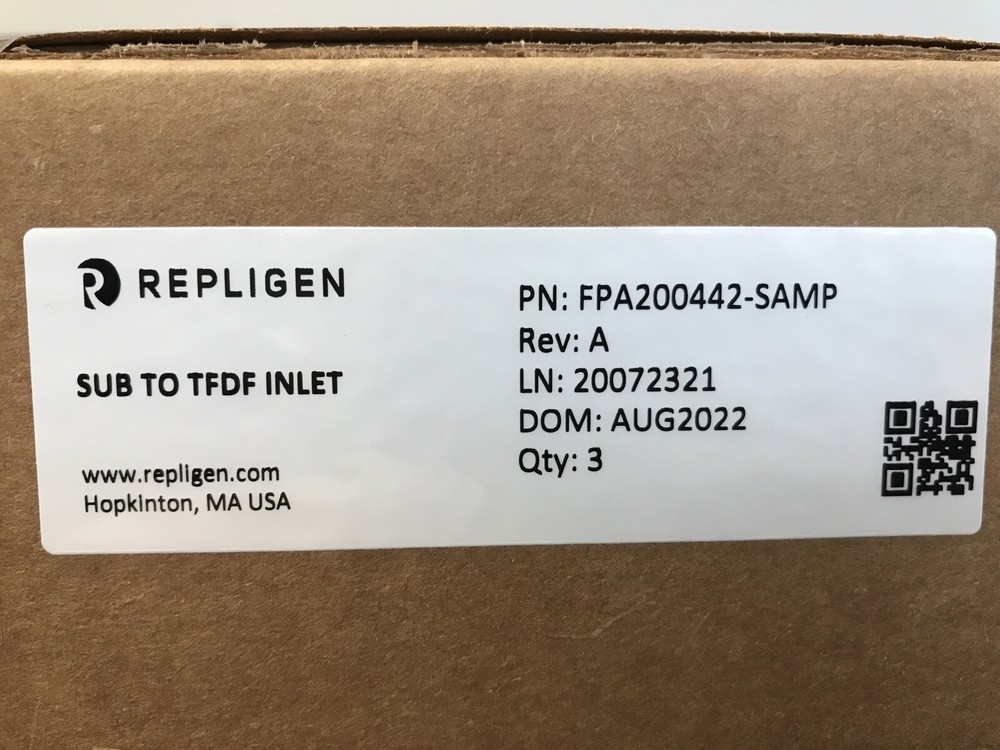 REPLIGEN
SUB TO TFDF INLET
www.repligen.com
Hopkinton, MA USA
PN: FPA200442-SAMP
Rev: A
LN: 20072321
DOM: AUG2022
Qty: 3